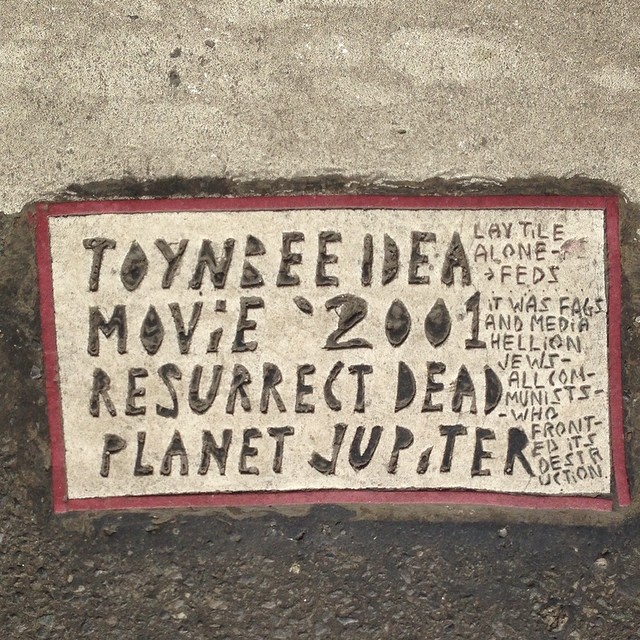 TOYNBEE IDEA
MOViE '2001
RESURRECT DEAD
PLANET JUPiTER
LAY TiLE
ALONE-
→FEDS
iT WAS FAGS
AND MEDIA
HELLION
JEWS-
ALL COM-
MUNISTS-
-WHO
FRONT-
ED iTS
DESTR
UCTION